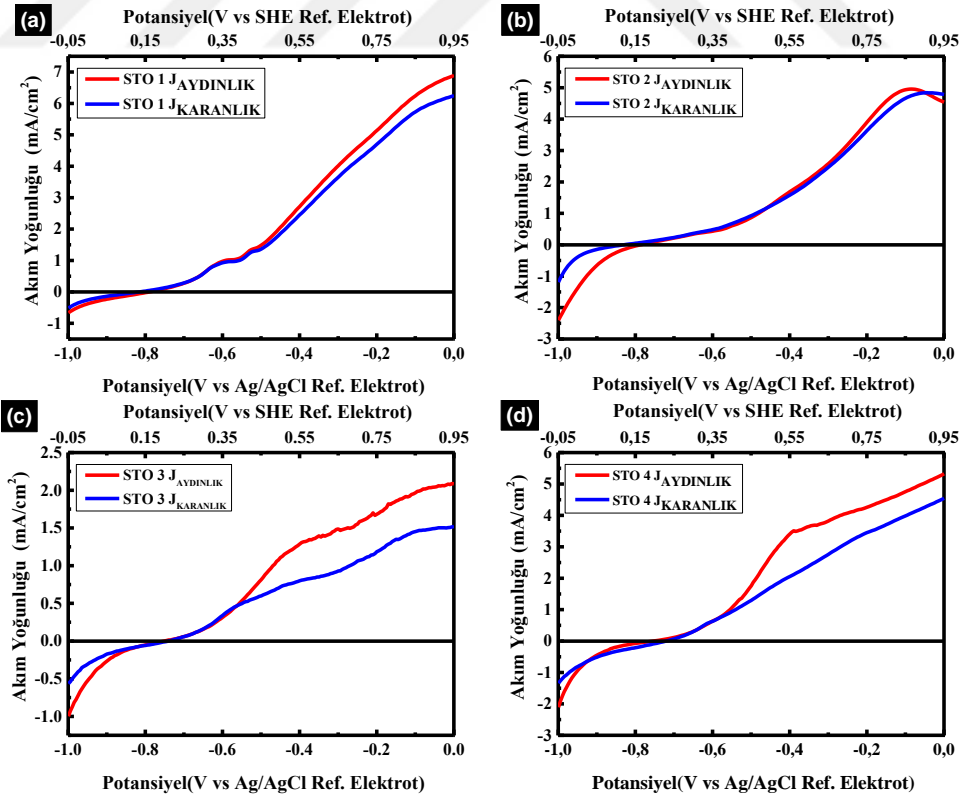 (a)
Potansiyel(V vs SHE Ref. Elektrot)
-0,05 0,15 0,35 0,55 0,75 0,95
STO 1 J_AYDINLIK
STO 1 J_KARANLIK
Akım Yoğunluğu (mA/cm²)
7
6
5
4
3
2
1
0
-1
-1,0 -0,8 -0,6 -0,4 -0,2 0,0
Potansiyel(V vs Ag/AgCl Ref. Elektrot)
(b)
Potansiyel(V vs SHE Ref. Elektrot)
-0,05 0,15 0,35 0,55 0,75 0,95
STO 2 J_AYDINLIK
STO 2 J_KARANLIK
Akım Yoğunluğu (mA/cm²)
6
5
4
3
2
1
0
-1
-2
-3
-1,0 -0,8 -0,6 -0,4 -0,2 0,0
Potansiyel(V vs Ag/AgCl Ref. Elektrot)
(c)
Potansiyel(V vs SHE Ref. Elektrot)
-0,05 0,15 0,35 0,55 0,75 0,95
STO 3 J_AYDINLIK
STO 3 J_KARANLIK
Akım Yoğunluğu (mA/cm²)
2.5
2.0
1.5
1.0
0.5
0.0
-0.5
-1.0
-1.0 -0.8 -0.6 -0.4 -0.2 0.0
Potansiyel(V vs Ag/AgCl Ref. Elektrot)
(d)
Potansiyel(V vs SHE Ref. Elektrot)
-0,05 0,15 0,35 0,55 0,75 0,95
STO 4 J_AYDINLIK
STO 4 J_KARANLIK
Akım Yoğunluğu (mA/cm²)
6
5
4
3
2
1
0
-1
-2
-3
-1,0 -0,8 -0,6 -0,4 -0,2 0,0
Potansiyel(V vs Ag/AgCl Ref. Elektrot)